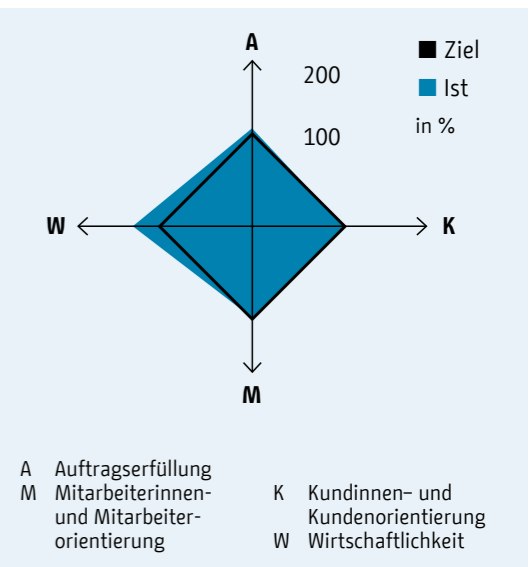 A
Ziel
200
Ist
in %
100
W
K
M
A Auftragserfüllung
M Mitarbeiterinnen-
und Mitarbeiter-
orientierung
K Kundinnen- und
Kundenorientierung
W Wirtschaftlichkeit